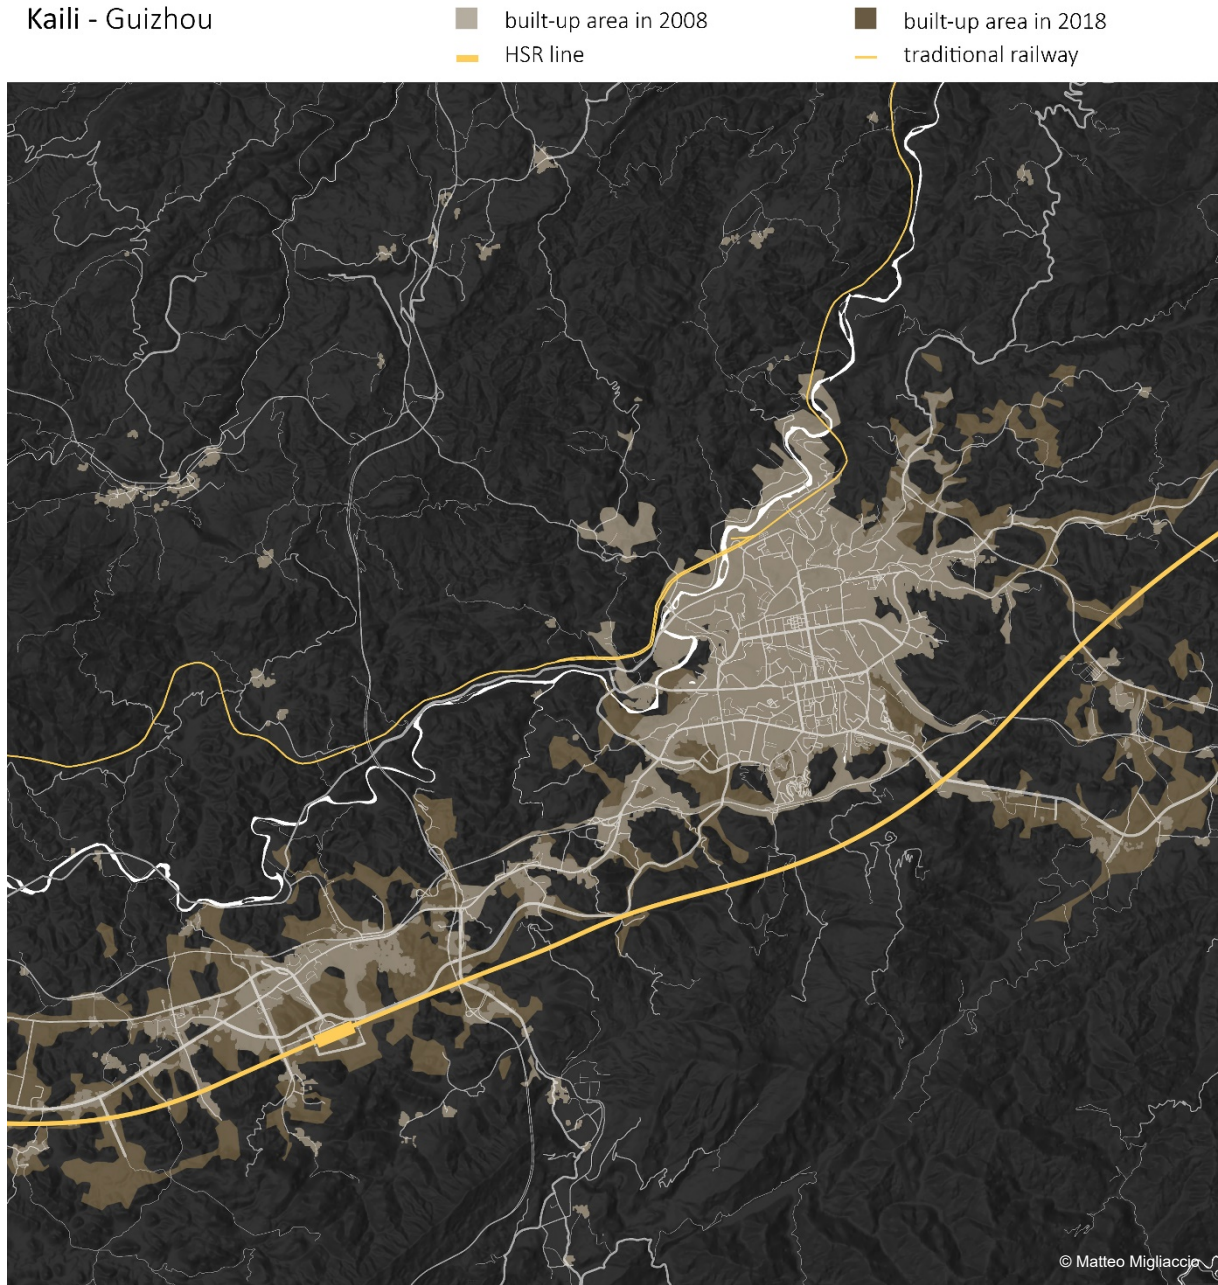 Kaili - Guizhou
built-up area in 2008
built-up area in 2018
HSR line
traditional railway
© Matteo Migliaccio